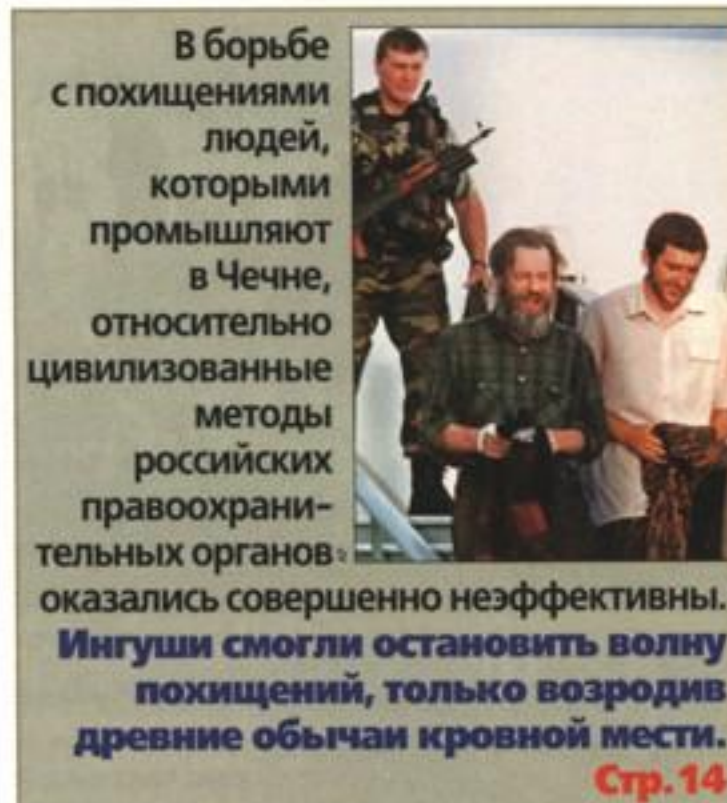 В борьбе
с похищениями
людей,
которыми
промышляют
в Чечне,
относительно
цивилизованные
методы
российских
правоохрани-
тельных органов
оказались совершенно неэффективны.
Ингуши смогли остановить волну
похищений, только возродив
древние обычаи кровной мести.
Стр. 14